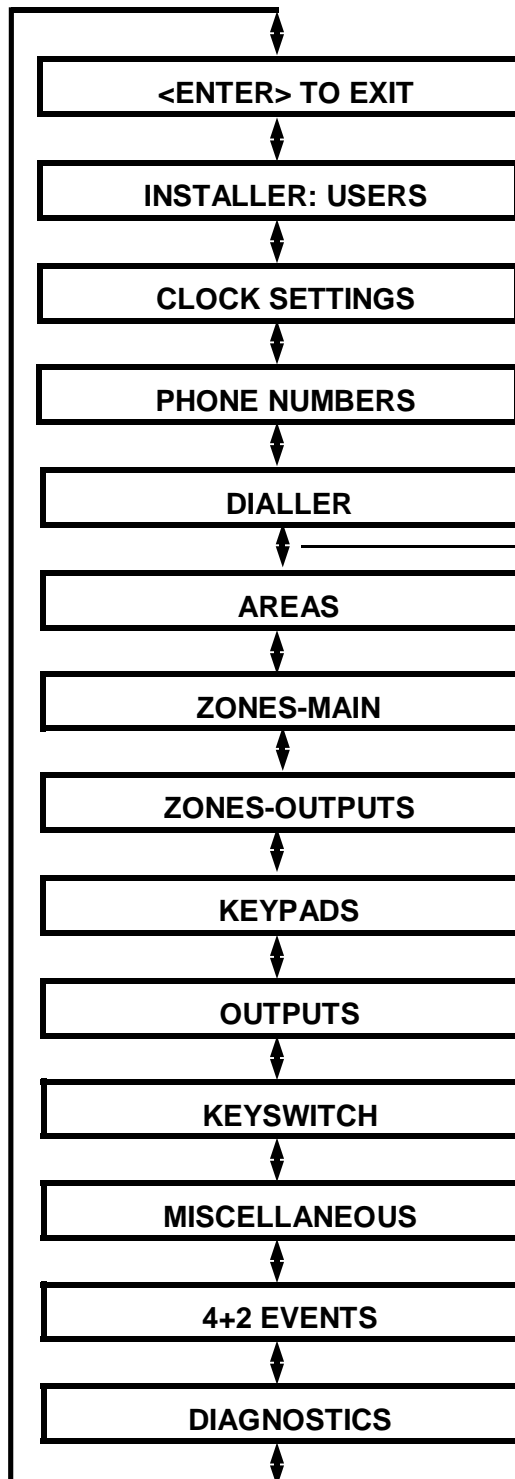 <ENTER> TO EXIT
INSTALLER: USERS
CLOCK SETTINGS
PHONE NUMBERS
DIALLER
AREAS
ZONES-MAIN
ZONES-OUTPUTS
KEYPADS
OUTPUTS
KEYSWITCH
MISCELLANEOUS
4+2 EVENTS
DIAGNOSTICS